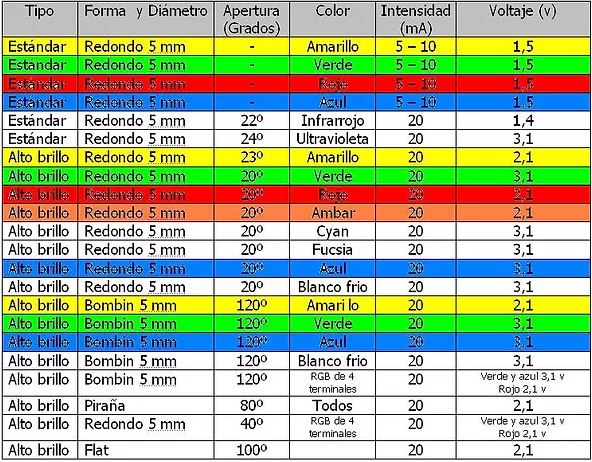 Tipo Forma y Diámetro Apertura (Grados) Color Intensidad (mA) Voltaje (v)
Estándar Redondo 5 mm - Amarillo 5 – 10 1,5
Estándar Redondo 5 mm - Verde 5 – 10 1,5
Estándar Redondo 5 mm - Rojo 5 – 10 1,5
Estándar Redondo 5 mm - Azul 5 – 10 1,5
Estándar Redondo 5 mm 22º Infrarrojo 20 1,4
Estándar Redondo 5 mm 24º Ultravioleta 20 3,1
Alto brillo Redondo 5 mm 23º Amarillo 20 2,1
Alto brillo Redondo 5 mm 20º Verde 20 3,1
Alto brillo Redondo 5 mm 20º Rojo 20 2,1
Alto brillo Redondo 5 mm 20º Ambar 20 2,1
Alto brillo Redondo 5 mm 20º Cyan 20 3,1
Alto brillo Redondo 5 mm 20º Fucsia 20 3,1
Alto brillo Redondo 5 mm 20º Azul 20 3,1
Alto brillo Redondo 5 mm 20º Blanco frio 20 3,1
Alto brillo Bombin 5 mm 120º Amarillo 20 2,1
Alto brillo Bombin 5 mm 120º Verde 20 3,1
Alto brillo Bombin 5 mm 120º Azul 20 3,1
Alto brillo Bombin 5 mm 120º Blanco frio 20 3,1
Alto brillo Bombin 5 mm 120º RGB de 4 terminales 20 Verde y azul 3,1 v Rojo 2,1 v
Alto brillo Piraña 80º Todos 20 2,1
Alto brillo Redondo 5 mm 40º RGB de 4 terminales 20 Verde y azul 3,1 v Rojo 2,1 v
Alto brillo Flat 100º 20 2,1